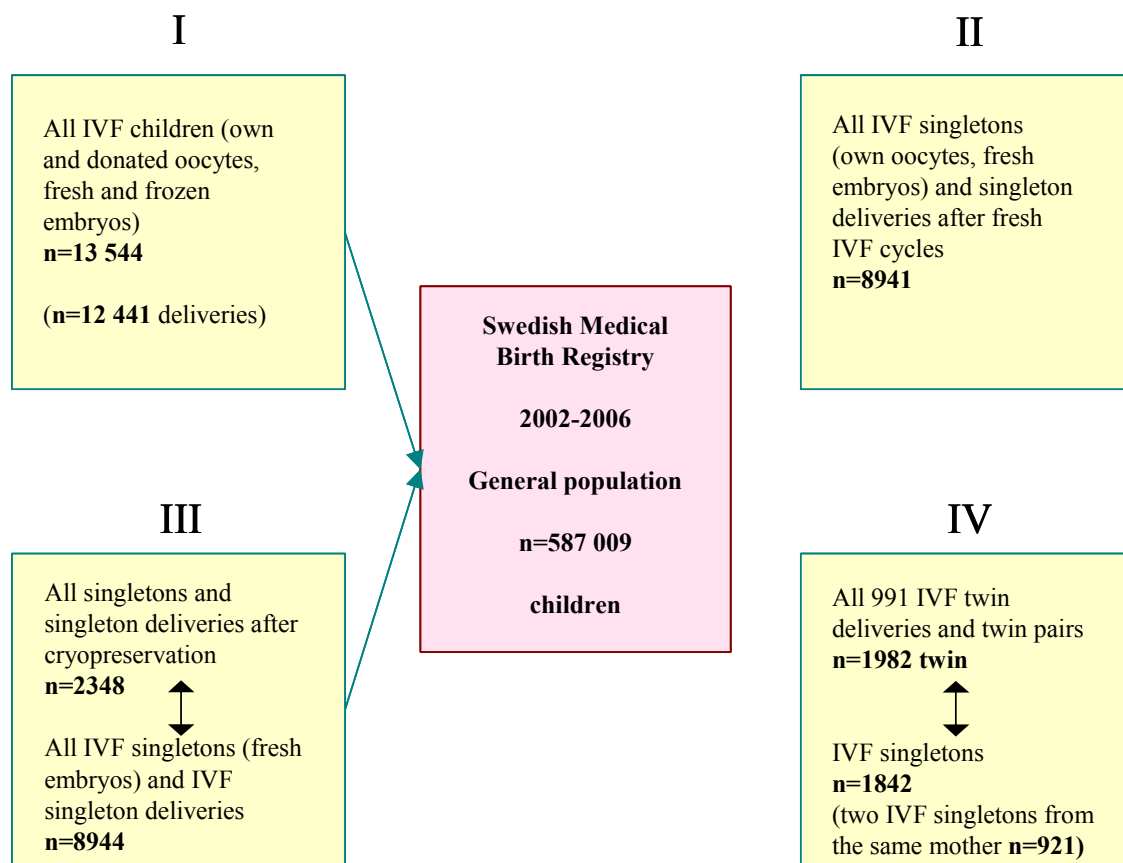 I
All IVF children (own
and donated oocytes,
fresh and frozen
embryos)
n=13 544
(n=12 441 deliveries)
II
All IVF singletons
(own oocytes, fresh
embryos) and singleton
deliveries after fresh
IVF cycles
n=8941
Swedish Medical
Birth Registry
2002-2006
General population
n=587 009
children
III
All singletons and
singleton deliveries after
cryopreservation
n=2348
All IVF singletons (fresh
embryos) and IVF
singleton deliveries
n=8944
IV
All 991 IVF twin
deliveries and twin pairs
n=1982 twin
IVF singletons
n=1842
(two IVF singletons from
the same mother n=921)